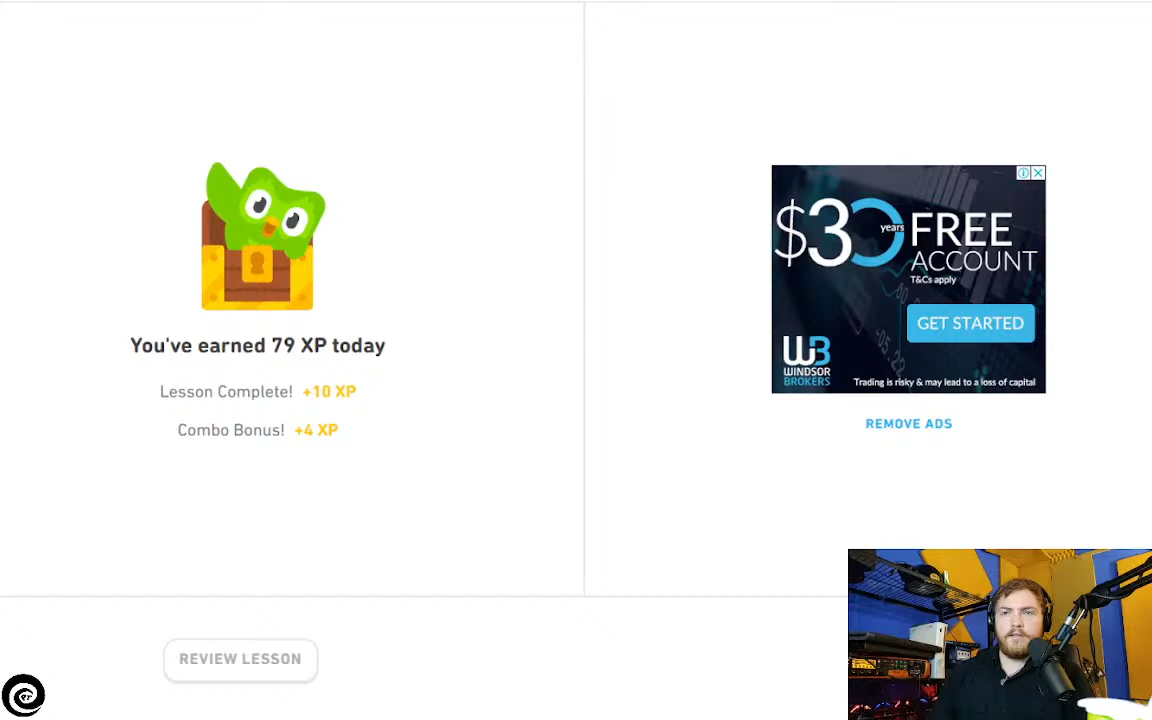 You've earned 79 XP today
Lesson Complete! +10 XP
Combo Bonus! +4 XP
REVIEW LESSON
$30 years FREE
ACCOUNT
T&Cs apply
GET STARTED
WB
WINDSOR
BROKERS
Trading is risky & may lead to a loss of capital
REMOVE ADS